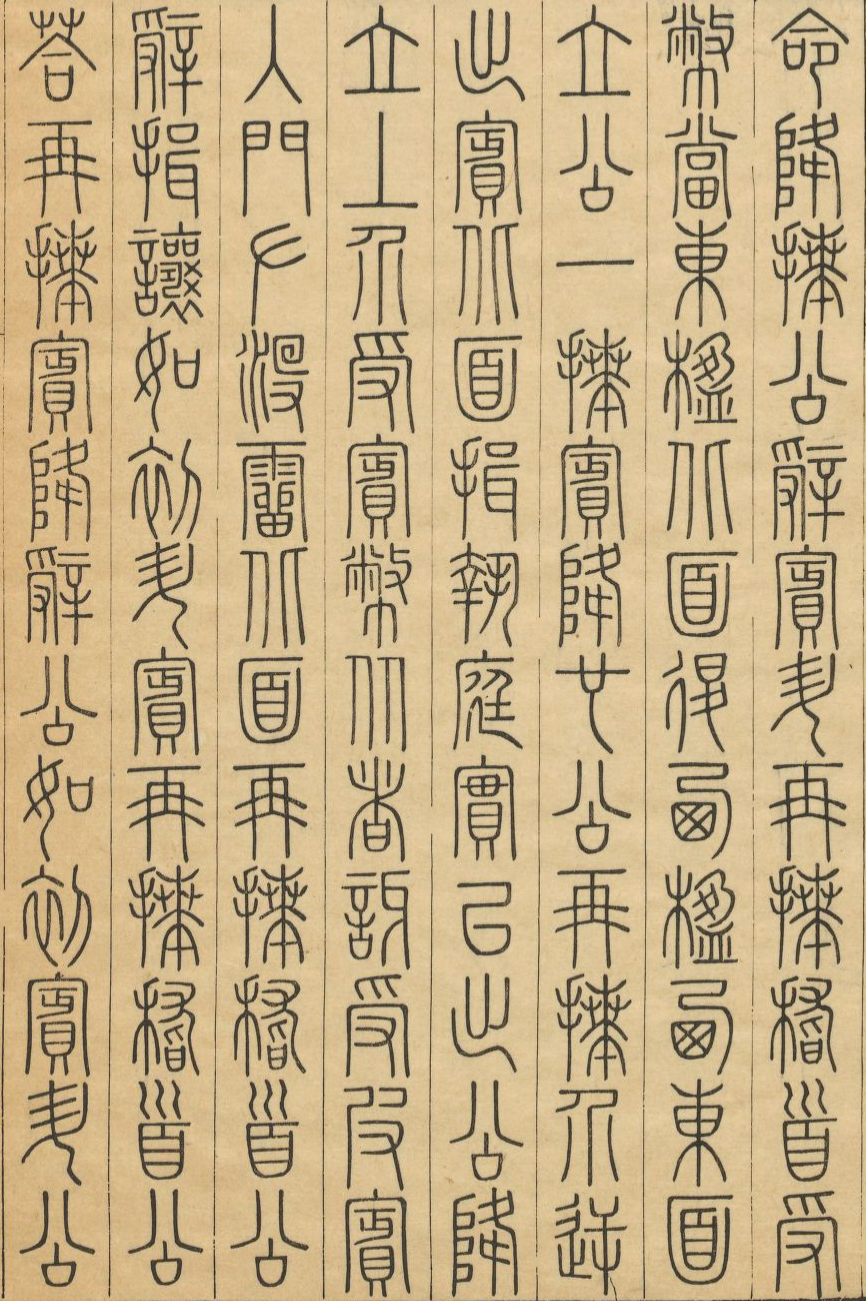 命降拜公辭賓升再拜稽首受
幣當東楹北面退西楹西東面
立公一拜賓降也公再拜介逆
出賓北面揖執庭實以出公降
立上介受賓幣从者訝受皮賓
入門左沒霤北面再拜稽首公
辭揖讓如初升賓再拜稽首公
荅再拜賓降辭公如初賓升公